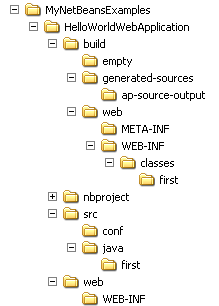 MyNetBeansExamples
HelloWorldWebApplication
build
empty
generated-sources
ap-source-output
web
META-INF
WEB-INF
classes
first
nbproject
src
conf
java
first
web
WEB-INF